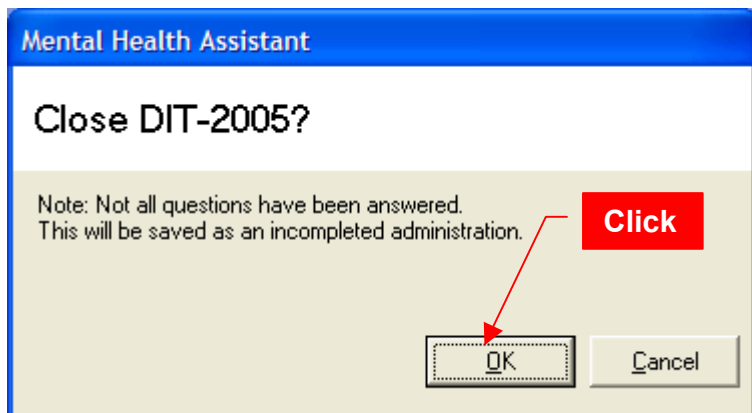 Mental Health Assistant
Close DIT-2005?
Note: Not all questions have been answered.
This will be saved as an incompleted administration.
Click
OK
Cancel